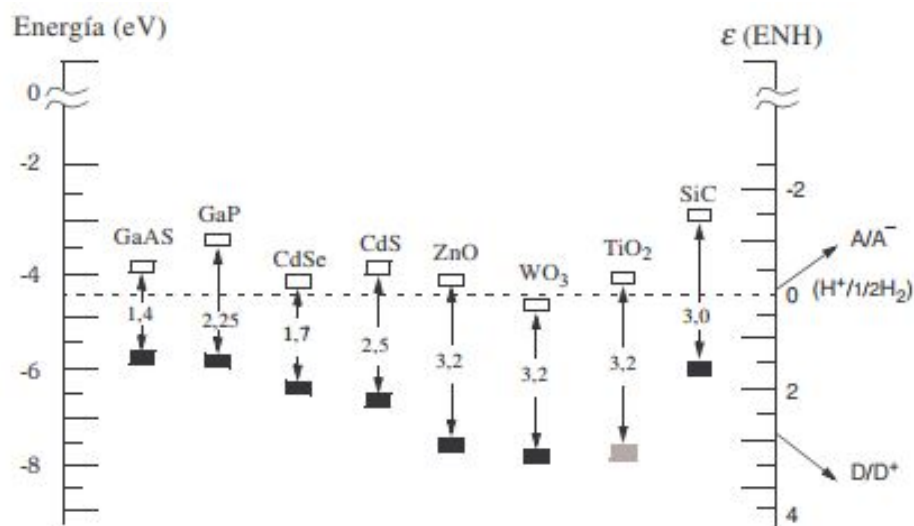 Energía (eV)
ε (ENH)
0
-2
-4
-6
-8
GaAS
GaP
CdSe
CdS
ZnO
WO₃
TiO₂
SiC
1,4
2,25
1,7
2,5
3,2
3,2
3,2
3,0
-2
0
2
4
A/A⁻
(H⁺/1/2H₂)
D/D⁺